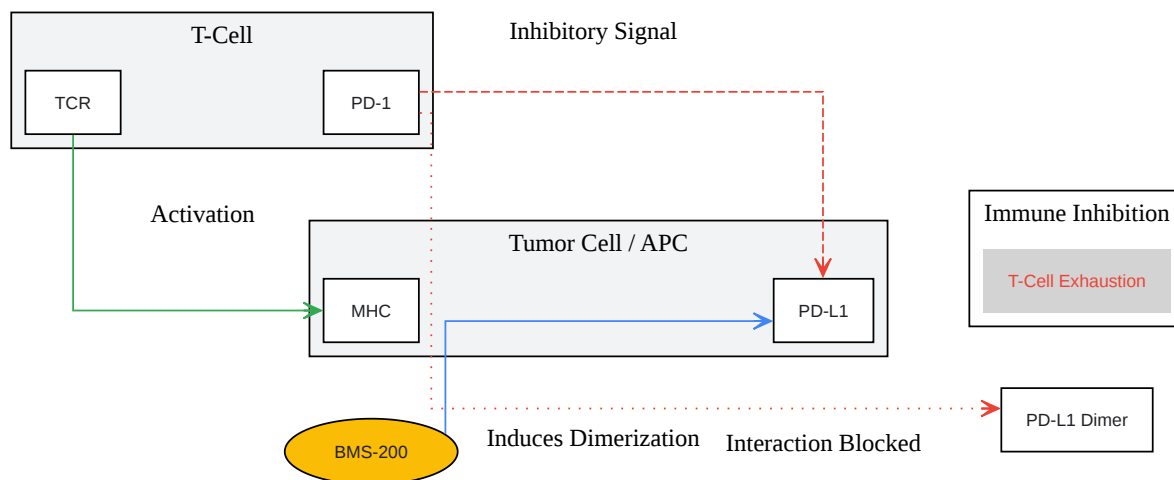 T-Cell
Inhibitory Signal
TCR
PD-1
Activation
Tumor Cell / APC
MHC
PD-L1
Immune Inhibition
T-Cell Exhaustion
BMS-200
Induces Dimerization
Interaction Blocked
PD-L1 Dimer